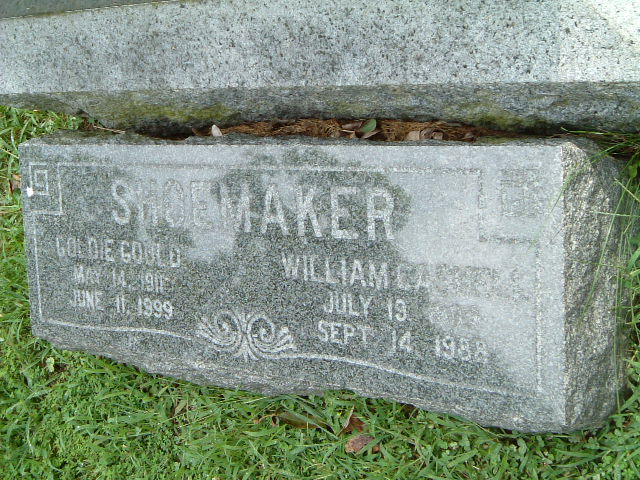 SHOEMAKER
GOLDIE GOULD
MAY 14, 1911
JUNE 11, 1999
WILLIAM
JULY 13
SEPT 14, 1988